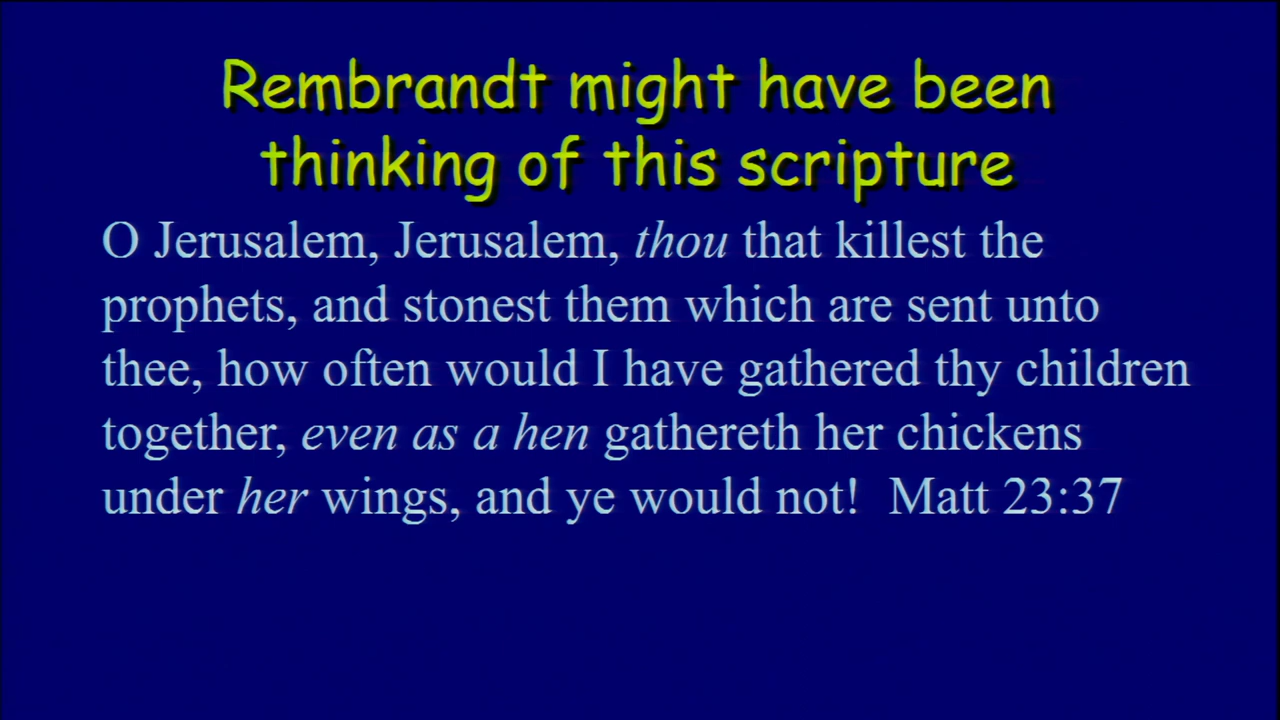 Rembrandt might have been
thinking of this scripture
O Jerusalem, Jerusalem, thou that killest the
prophets, and stonest them which are sent unto
thee, how often would I have gathered thy children
together, even as a hen gathereth her chickens
under her wings, and ye would not!  Matt 23:37